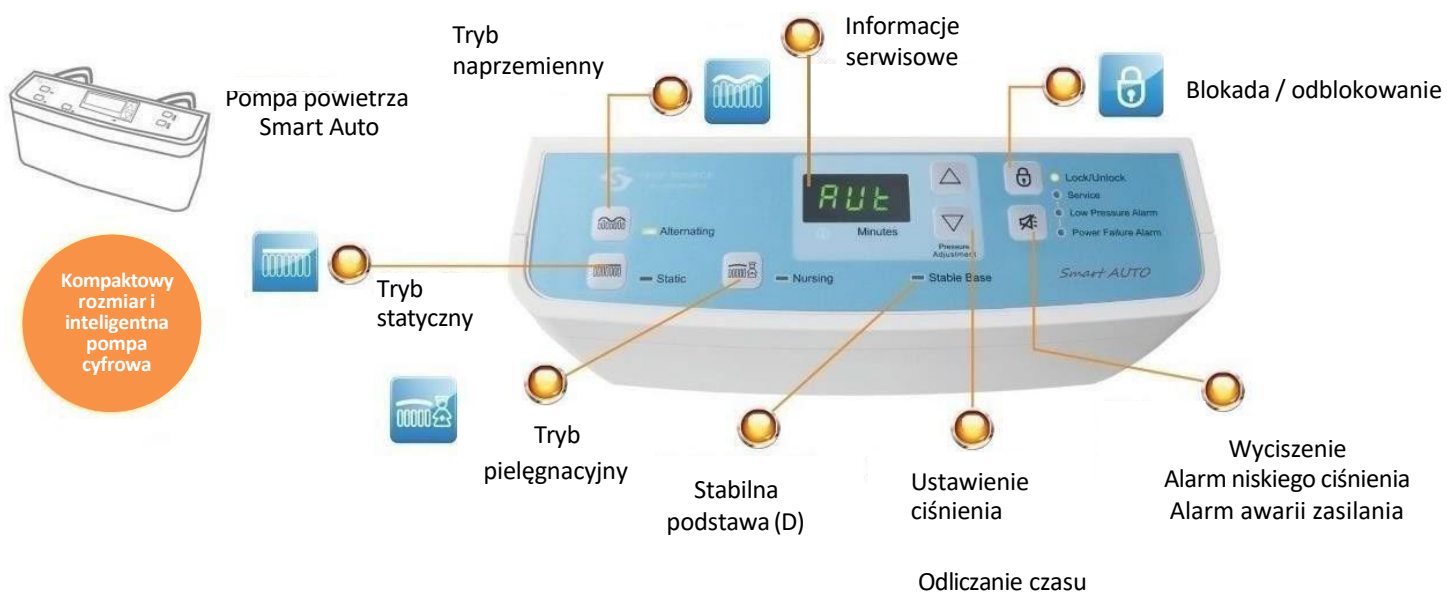 Tryb
naprzemienny
Informacje
serwisowe
Blokada / odblokowanie
Pompa powietrza
Smart Auto
Kompaktowy
rozmiar i
inteligentna
pompa
cyfrowa
Tryb
statyczny
AUt
Minutes
Pressure
Adjustment
Alternating
Static
Nursing
Stable Base
Lock/Unlock
Service
Low Pressure Alarm
Power Failure Alarm
Smart AUTO
Tryb
pielęgnacyjny
Stabilna
podstawa (D)
Ustawienie
ciśnienia
Wyciszenie
Alarm niskiego ciśnienia
Alarm awarii zasilania
Odliczanie czasu